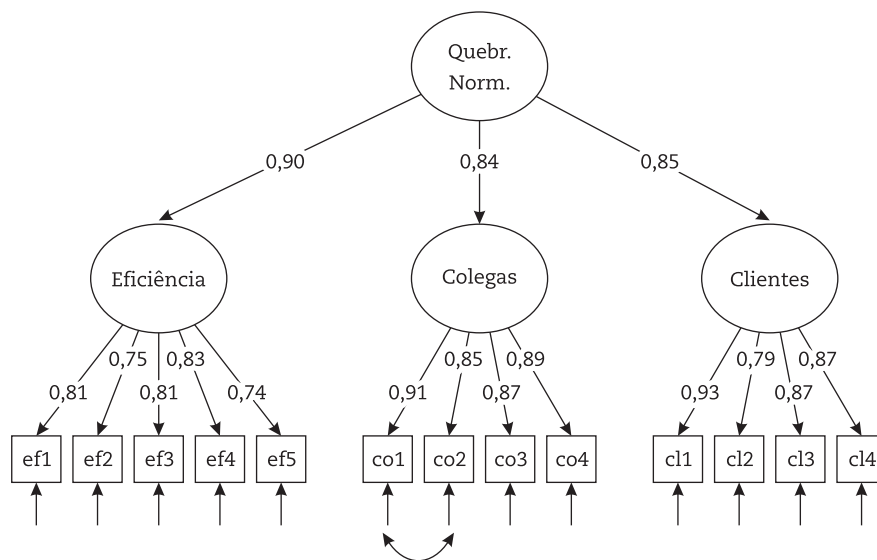 Quebr.
Norm.
0,90
0,84
0,85
Eficiência
Colegas
Clientes
0,81
0,75
0,81
0,83
0,74
0,91
0,85
0,87
0,89
0,93
0,79
0,87
0,87
ef1
ef2
ef3
ef4
ef5
co1
co2
co3
co4
cl1
cl2
cl3
cl4